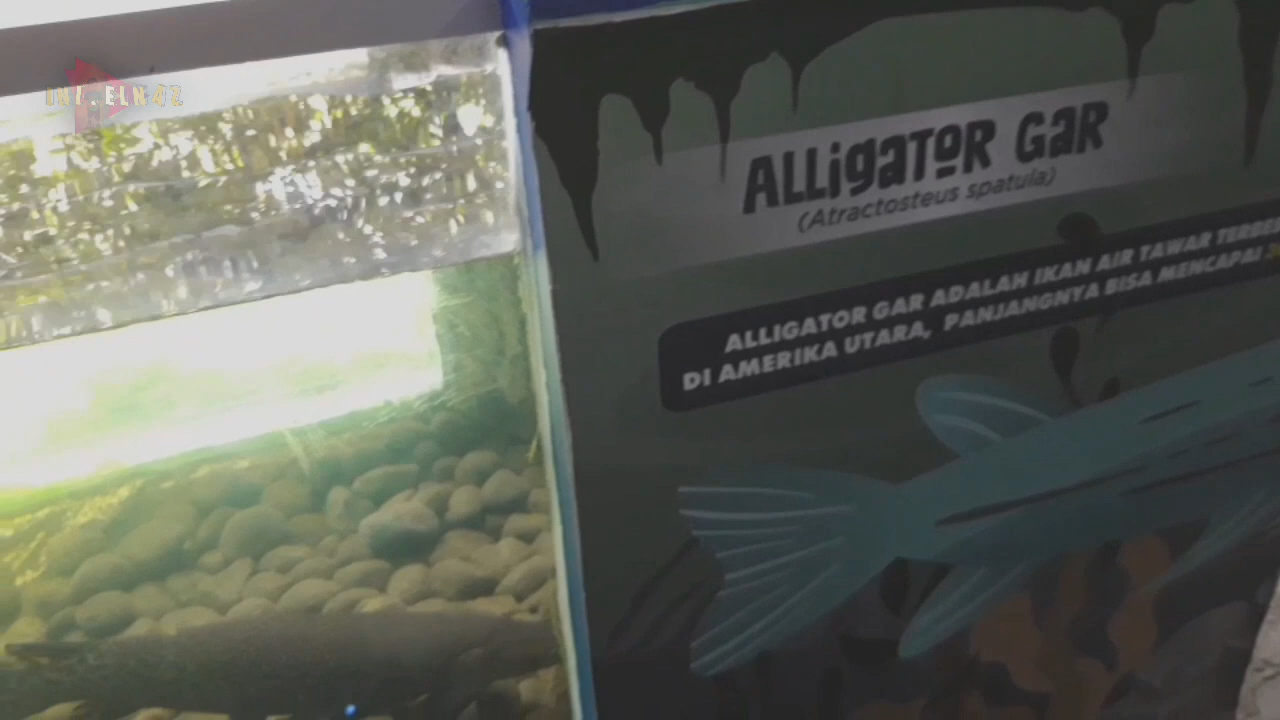 ALLigatoR GaR
(Atractosteus spatula)
ALLIGATOR GAR ADALAH IKAN AIR TAWAR
DI AMERIKA UTARA, PANJANGNYA BISA MENCAPAI